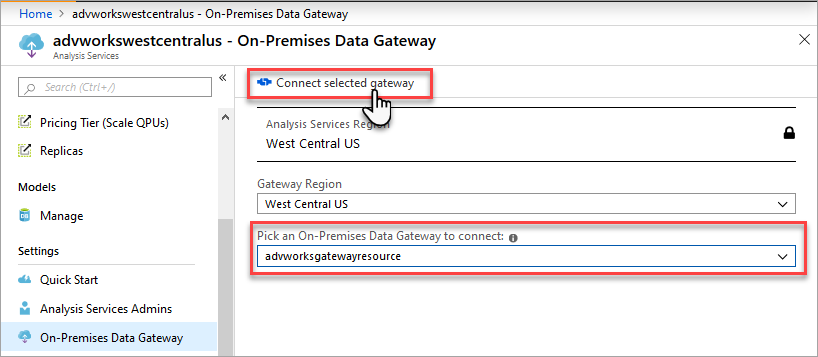 Home > advworkswestcentralus - On-Premises Data Gateway
advworkswestcentralus - On-Premises Data Gateway
Analysis Services
Search (Ctrl+/)
Pricing Tier (Scale QPUs)
Replicas
Models
Manage
Settings
Quick Start
Analysis Services Admins
On-Premises Data Gateway
Connect selected gateway
Analysis Services Region
West Central US
Gateway Region
West Central US
Pick an On-Premises Data Gateway to connect:
advworksgatewayresource